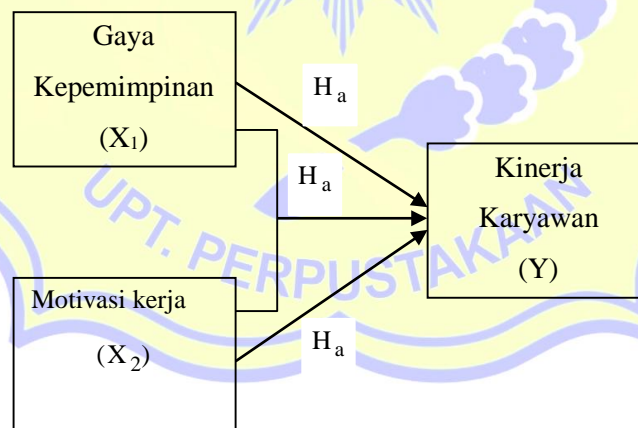 Gaya
Kepemimpinan
(X₁)
Hₐ
Hₐ
Kinerja
Karyawan
(Y)
Motivasi kerja
(X₂)
Hₐ
UPT. PERPUSTAKAAN